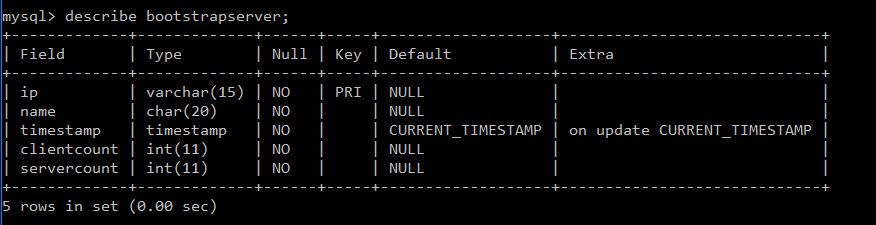 mysql> describe bootstrapserver;
+-------------+-------------+------+-----+-------------------+-----------------------------+
| Field       | Type        | Null | Key | Default           | Extra                       |
+-------------+-------------+------+-----+-------------------+-----------------------------+
| ip          | varchar(15) | NO   | PRI | NULL              |                             |
| name        | char(20)    | NO   |     | NULL              |                             |
| timestamp   | timestamp   | NO   |     | CURRENT_TIMESTAMP | on update CURRENT_TIMESTAMP |
| clientcount | int(11)     | NO   |     | NULL              |                             |
| servercount | int(11)     | NO   |     | NULL              |                             |
+-------------+-------------+------+-----+-------------------+-----------------------------+
5 rows in set (0.00 sec)